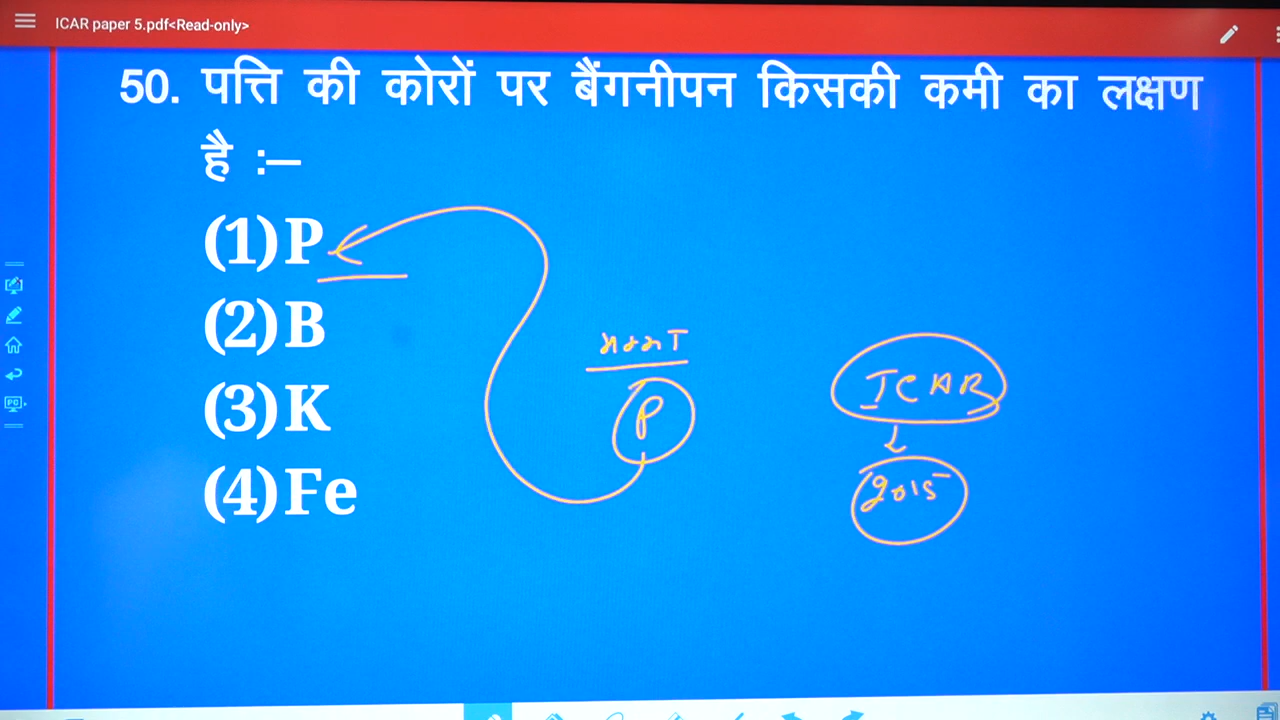 ICAR paper 5.pdf<Read-only>
50. पत्ति की कोरों पर बैंगनीपन किसकी कमी का लक्षण
है :–
(1) P
(2) B
(3) K
(4) Fe
P
ICAR
2015
PC